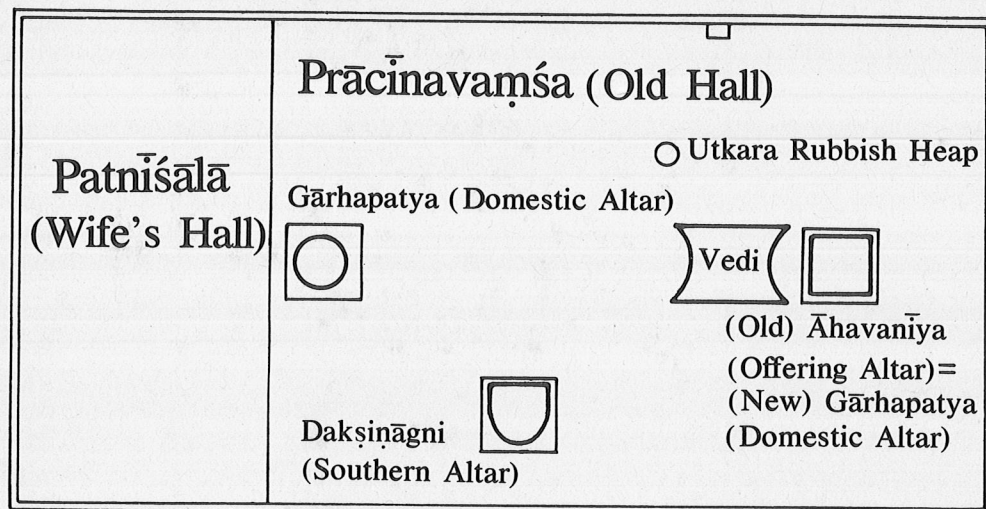 Prācīnavaṃśa (Old Hall)
Utkara Rubbish Heap
Patnīśālā
(Wife's Hall)
Gārhapatya (Domestic Altar)
Vedi
(Old) Āhavanīya
(Offering Altar)=
(New) Gārhapatya
(Domestic Altar)
Dakṣiṇāgni
(Southern Altar)